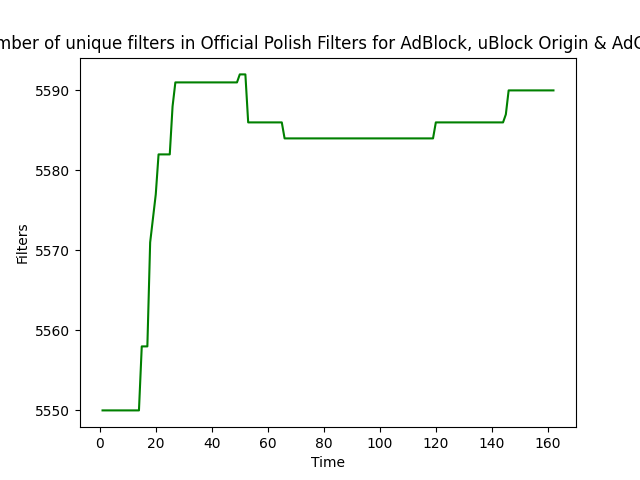 mber of unique filters in Official Polish Filters for AdBlock, uBlock Origin & AdG
5590
5580
5570
5560
5550
Filters
0 20 40 60 80 100 120 140 160
Time